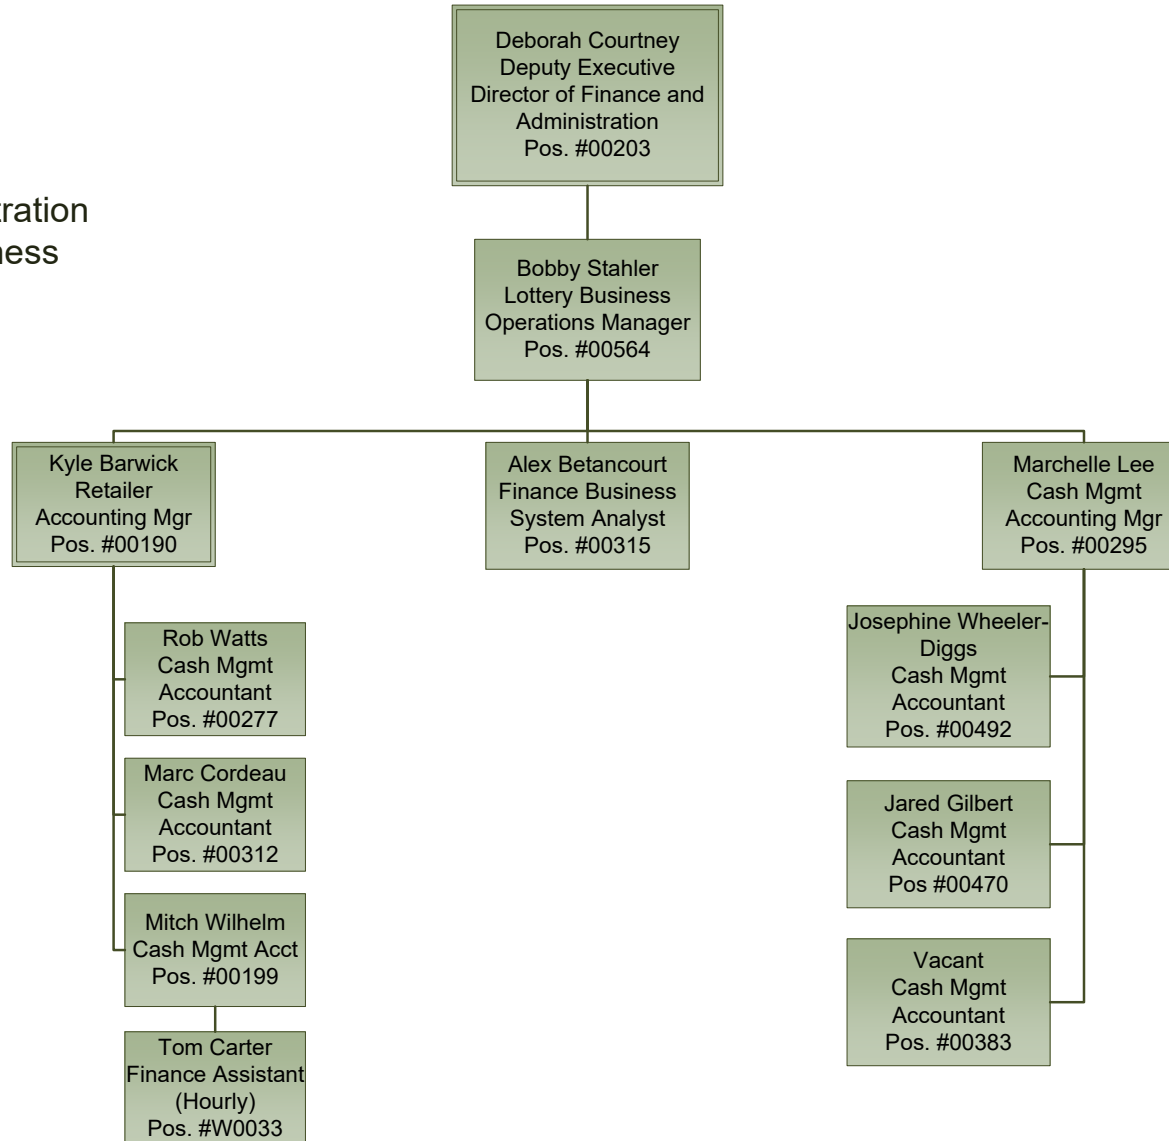 Deborah Courtney
Deputy Executive
Director of Finance and
Administration
Pos. #00203
tration
ness
Bobby Stahler
Lottery Business
Operations Manager
Pos. #00564
Kyle Barwick
Retailer
Accounting Mgr
Pos. #00190
Alex Betancourt
Finance Business
System Analyst
Pos. #00315
Marchelle Lee
Cash Mgmt
Accounting Mgr
Pos. #00295
Rob Watts
Cash Mgmt
Accountant
Pos. #00277
Marc Cordeau
Cash Mgmt
Accountant
Pos. #00312
Mitch Wilhelm
Cash Mgmt Acct
Pos. #00199
Tom Carter
Finance Assistant
(Hourly)
Pos. #W0033
Josephine Wheeler-
Diggs
Cash Mgmt
Accountant
Pos. #00492
Jared Gilbert
Cash Mgmt
Accountant
Pos #00470
Vacant
Cash Mgmt
Accountant
Pos. #00383